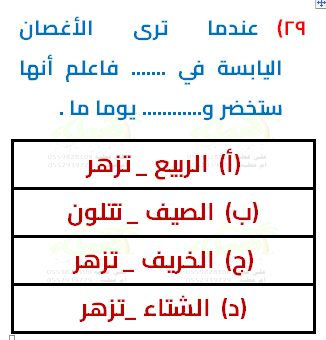 ٢٩) عندما ترى الأغصان
اليابسة في ....... فاعلم أنها
ستخضر و............ يوما ما .
(أ) الربيع _ تزهر
(ب) الصيف _ تتلون
(ج) الخريف _ تزهر
(د) الشتاء _تزهر